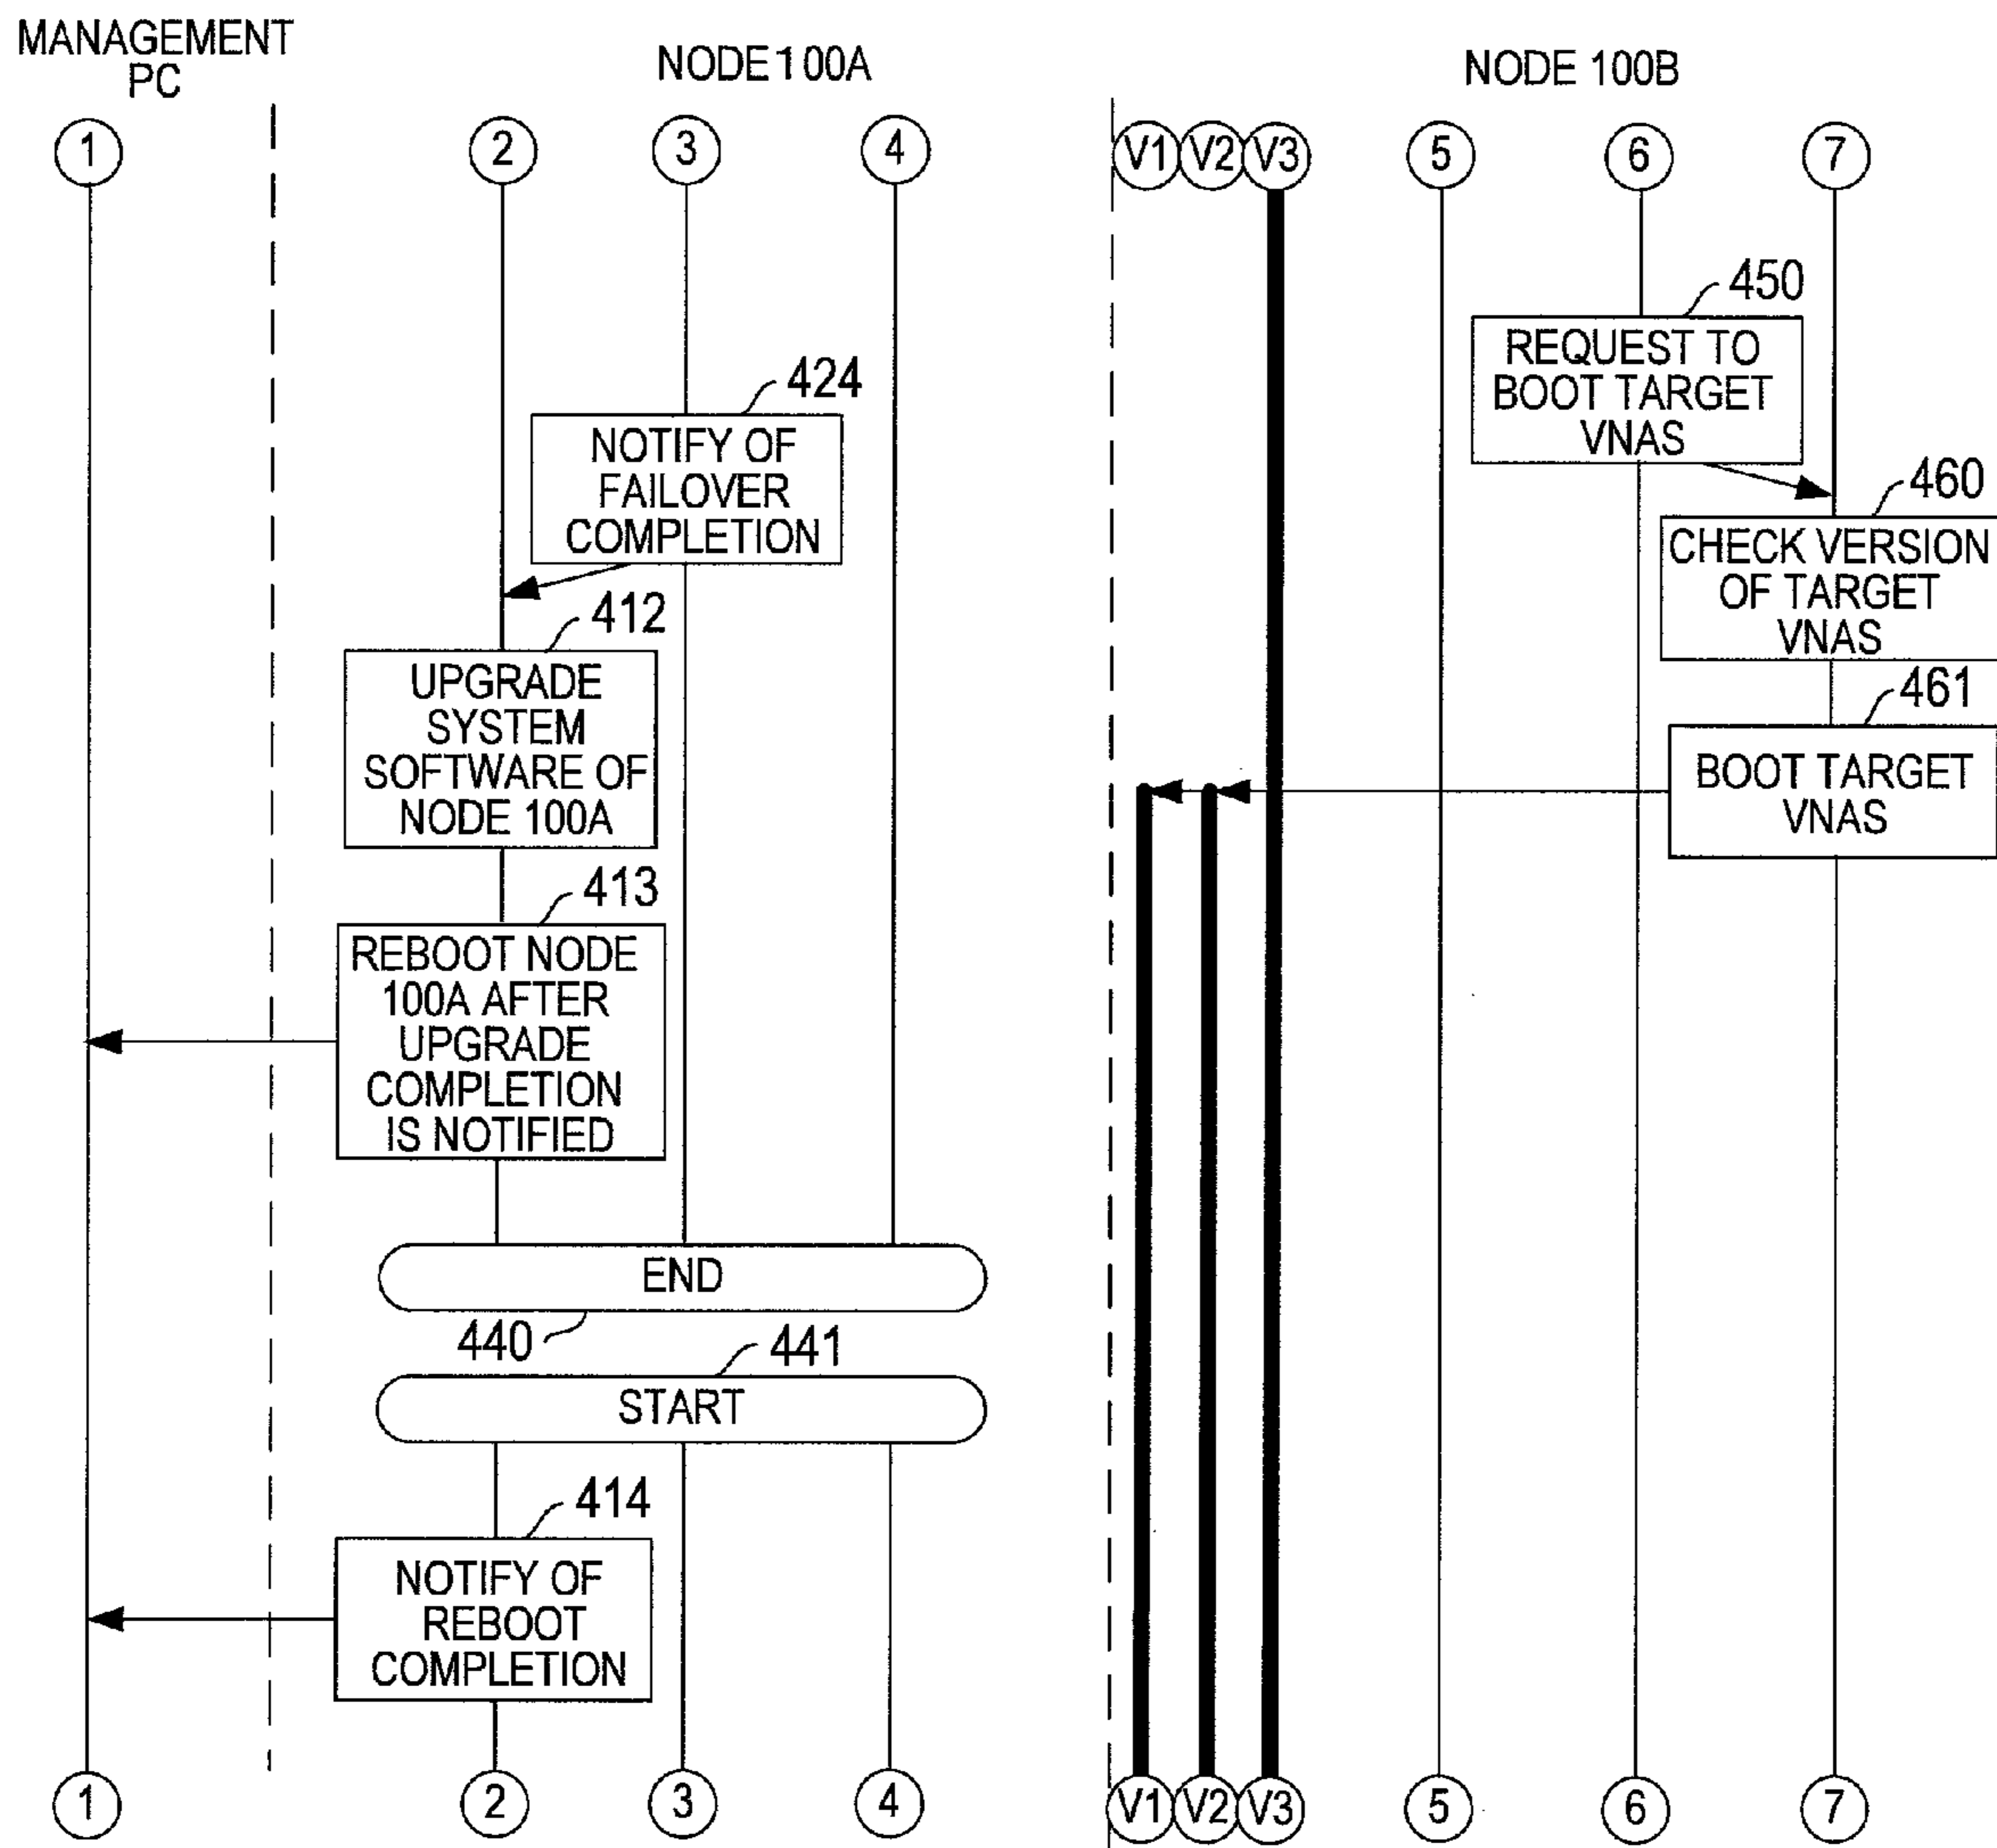 MANAGEMENT
PC
NODE 100A
NODE 100B
1
2
3
4
V1
V2
V3
5
6
7
450
REQUEST TO
BOOT TARGET
VNAS
424
NOTIFY OF
FAILOVER
COMPLETION
460
CHECK VERSION
OF TARGET
VNAS
412
UPGRADE
SYSTEM
SOFTWARE OF
NODE 100A
461
BOOT TARGET
VNAS
413
REBOOT NODE
100A AFTER
UPGRADE
COMPLETION
IS NOTIFIED
END
440
441
START
414
NOTIFY OF
REBOOT
COMPLETION
1
2
3
4
V1
V2
V3
5
6
7